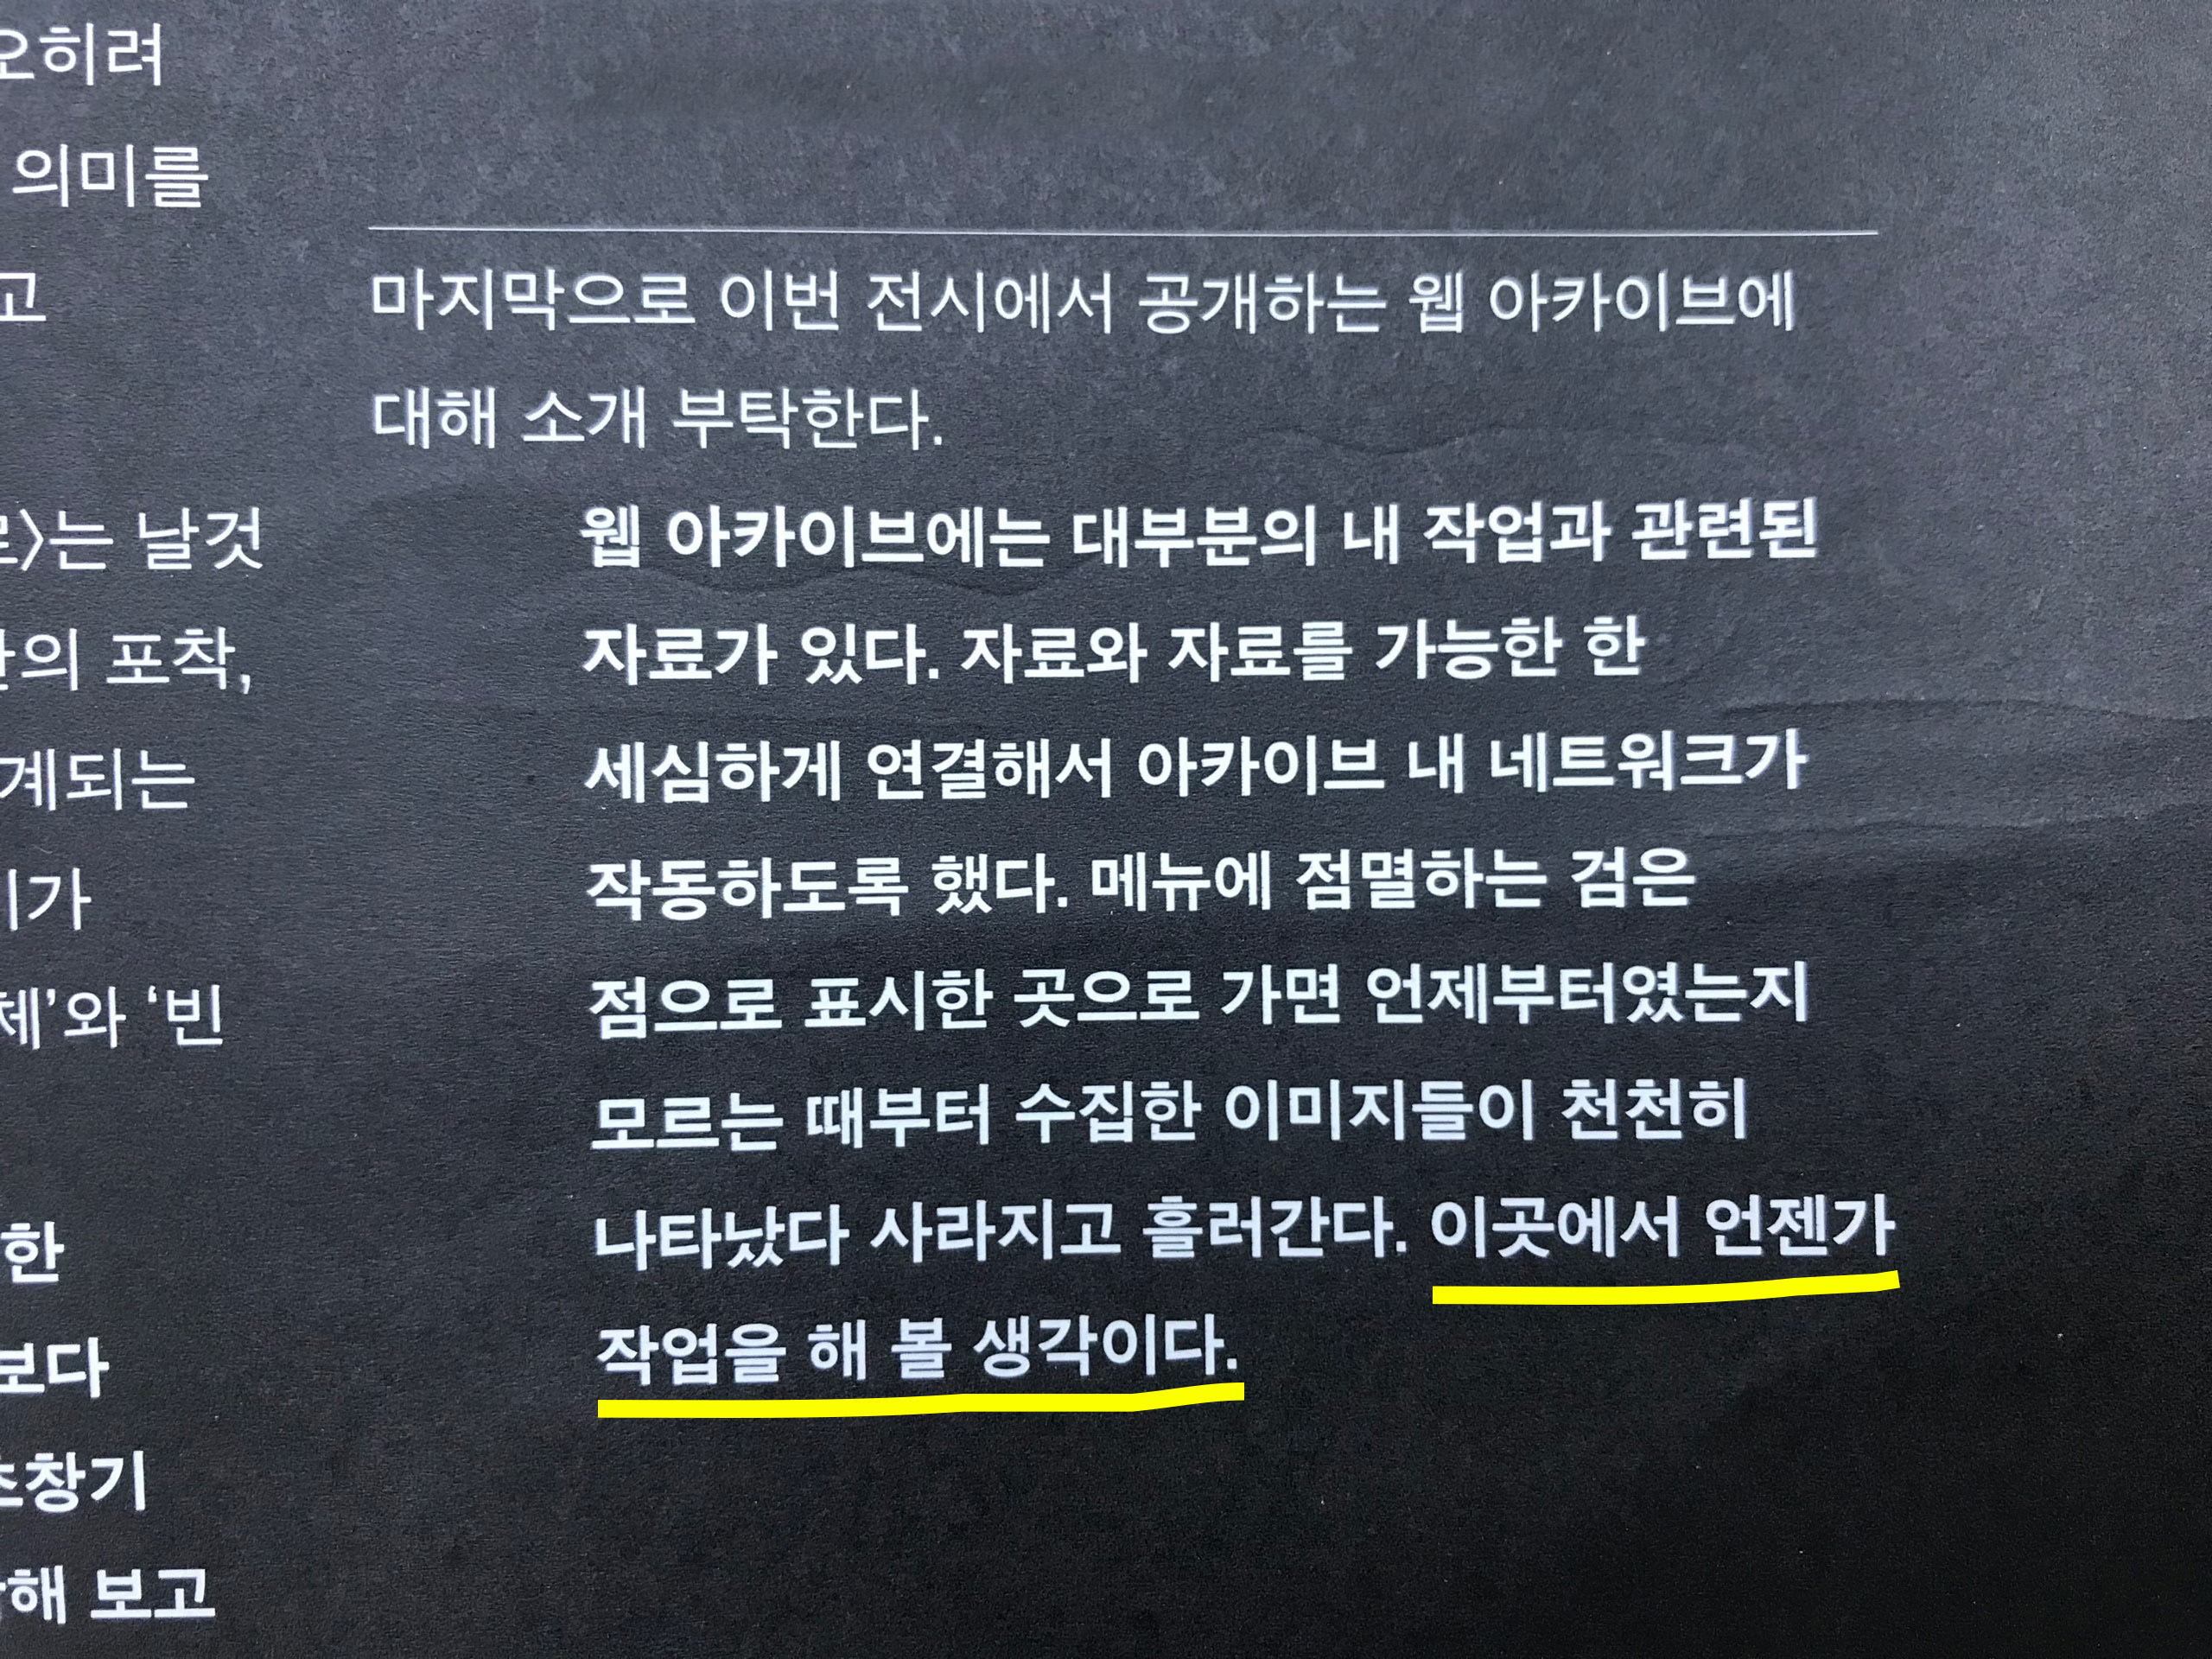 오히려
의미를
고
는 날것
의 포착,
계되는
가
체’와 ‘빈
한
보다
초창기
해 보고
마지막으로 이번 전시에서 공개하는 웹 아카이브에
대해 소개 부탁한다.
웹 아카이브에는 대부분의 내 작업과 관련된
자료가 있다. 자료와 자료를 가능한 한
세심하게 연결해서 아카이브 내 네트워크가
작동하도록 했다. 메뉴에 점멸하는 검은
점으로 표시한 곳으로 가면 언제부터였는지
모르는 때부터 수집한 이미지들이 천천히
나타났다 사라지고 흘러간다. 이곳에서 언젠가
작업을 해 볼 생각이다.